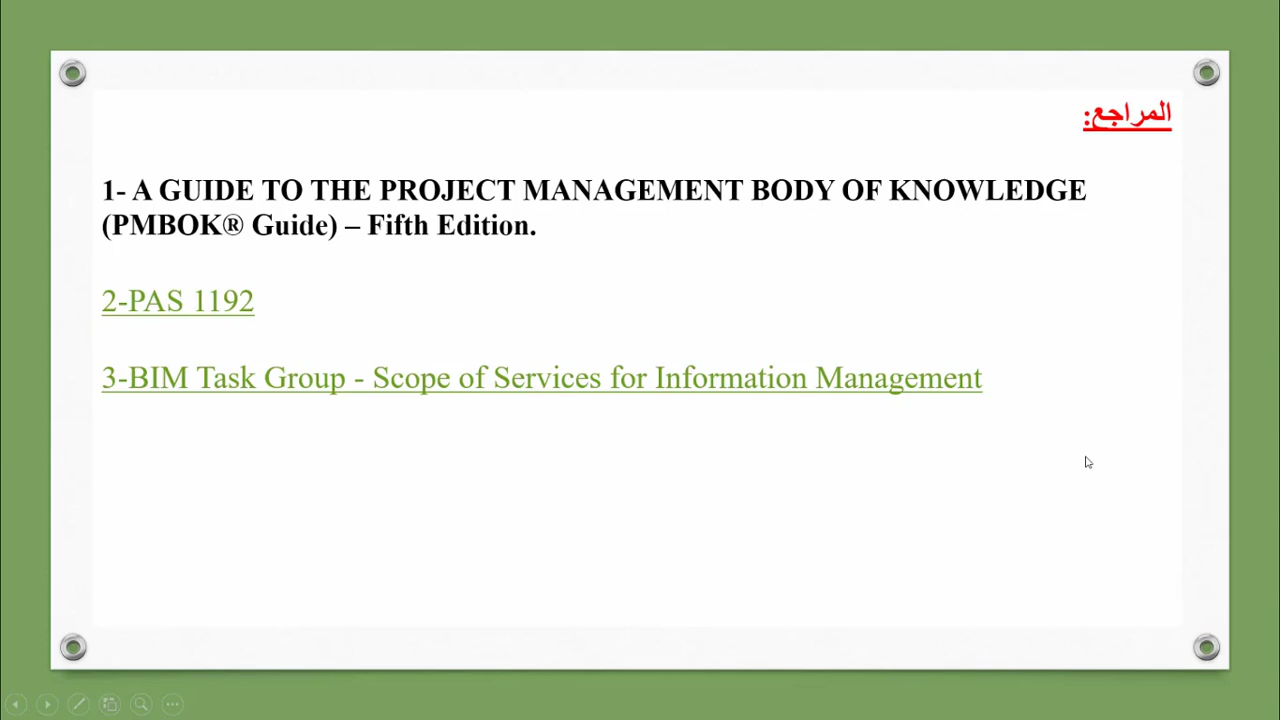 المراجع:
1- A GUIDE TO THE PROJECT MANAGEMENT BODY OF KNOWLEDGE
(PMBOK® Guide) – Fifth Edition.
2-PAS 1192
3-BIM Task Group - Scope of Services for Information Management